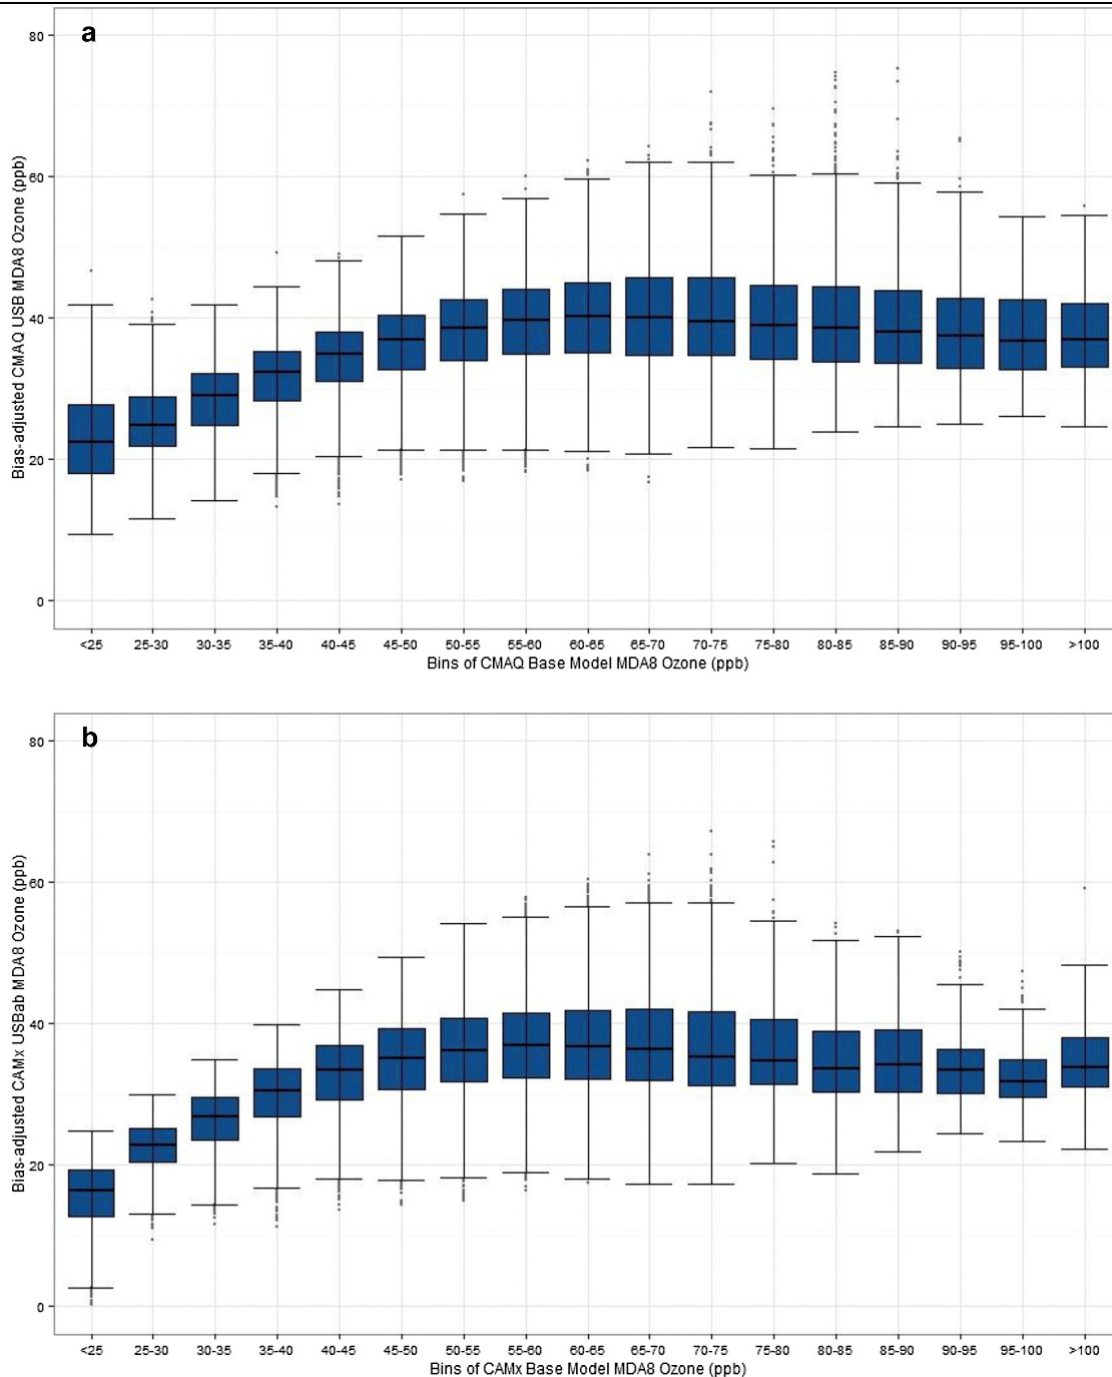 a
80
60
40
20
0
Bias-adjusted CMAQ USB MDA8 Ozone (ppb)
<25 25-30 30-35 35-40 40-45 45-50 50-55 55-60 60-65 65-70 70-75 75-80 80-85 85-90 90-95 95-100 >100
Bins of CMAQ Base Model MDA8 Ozone (ppb)
b
80
60
40
20
0
Bias-adjusted CAMx USBab MDA8 Ozone (ppb)
<25 25-30 30-35 35-40 40-45 45-50 50-55 55-60 60-65 65-70 70-75 75-80 80-85 85-90 90-95 95-100 >100
Bins of CAMx Base Model MDA8 Ozone (ppb)